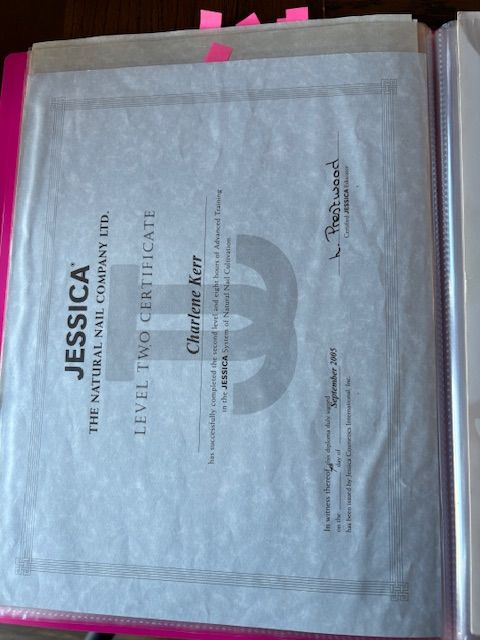 JESSICA®
THE NATURAL NAIL COMPANY LTD.
LEVEL TWO CERTIFICATE
Charlene Kerr
has successfully completed the second level and eight hours of Advanced Training
in the JESSICA System of Natural Nail Cultivation
In witness thereof, this diploma duly signed
on the day of September 2005
has been issued by Jessica Cosmetics International Inc.
L. Prestwood
Certified JESSICA Educator